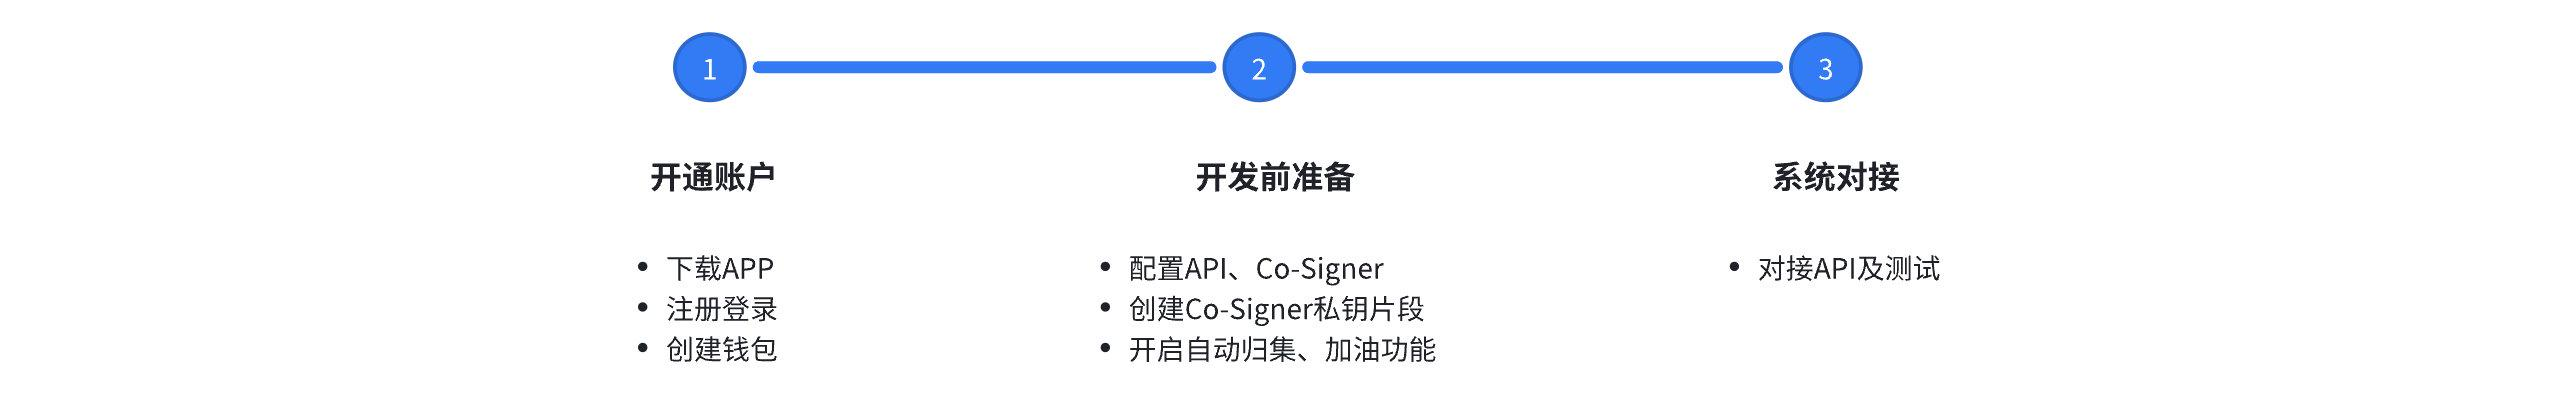 1
2
3
开通账户
开发前准备
系统对接
• 下载APP
• 注册登录
• 创建钱包
• 配置API、Co-Signer
• 创建Co-Signer私钥片段
• 开启自动归集、加油功能
• 对接API及测试